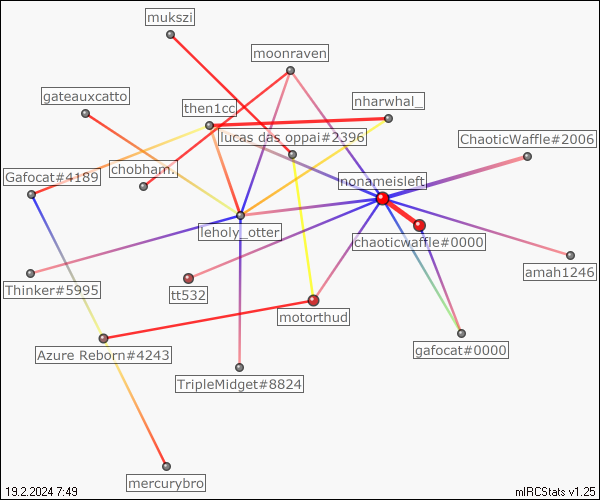 mukszi
moonraven
gateauxcatto
nharwhal_
then1cc
lucas das oppai#2396
ChaoticWaffle#2006
chobham.
Gafocat#4189
nonameisleft
leholy_otter
chaoticwaffle#0000
amah1246
Thinker#5995
tt532
motorthud
gafocat#0000
Azure Reborn#4243
TripleMidget#8824
mercurybro
19.2.2024 7:49
mIRCStats v1.25